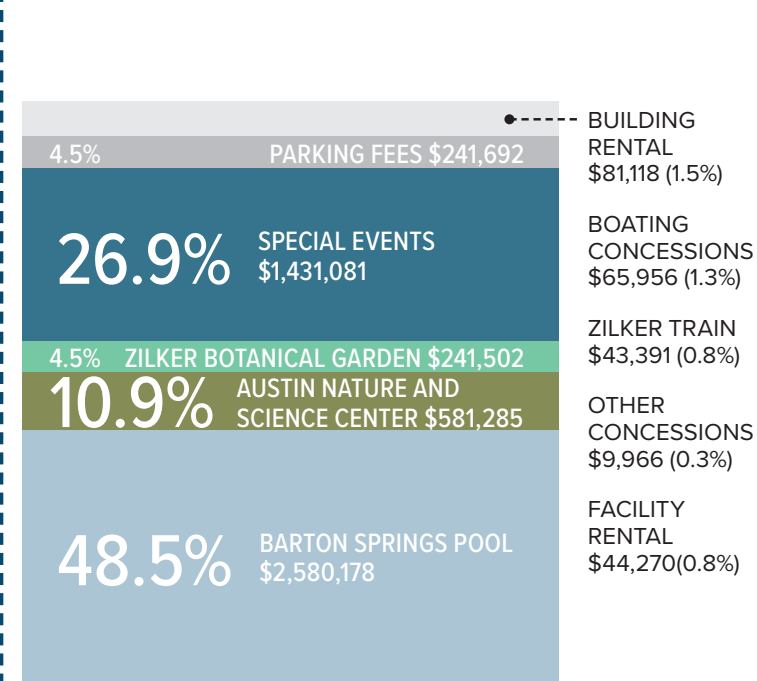 4.5% PARKING FEES $241,692
26.9% SPECIAL EVENTS
$1,431,081
4.5% ZILKER BOTANICAL GARDEN $241,502
10.9% AUSTIN NATURE AND
SCIENCE CENTER $581,285
48.5% BARTON SPRINGS POOL
$2,580,178
BUILDING
RENTAL
$81,118 (1.5%)
BOATING
CONCESSIONS
$65,956 (1.3%)
ZILKER TRAIN
$43,391 (0.8%)
OTHER
CONCESSIONS
$9,966 (0.3%)
FACILITY
RENTAL
$44,270(0.8%)